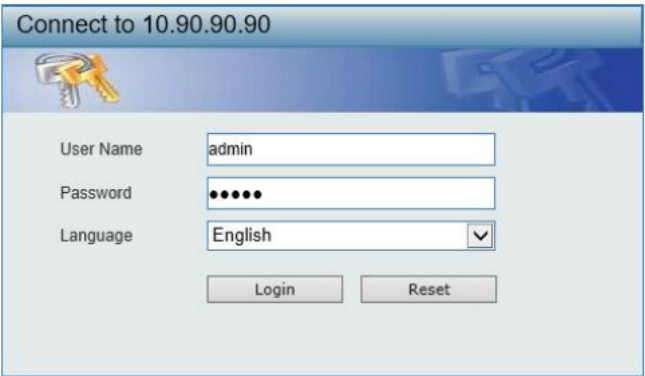 Connect to 10.90.90.90
User Name admin
Password •••••
Language English
Login Reset